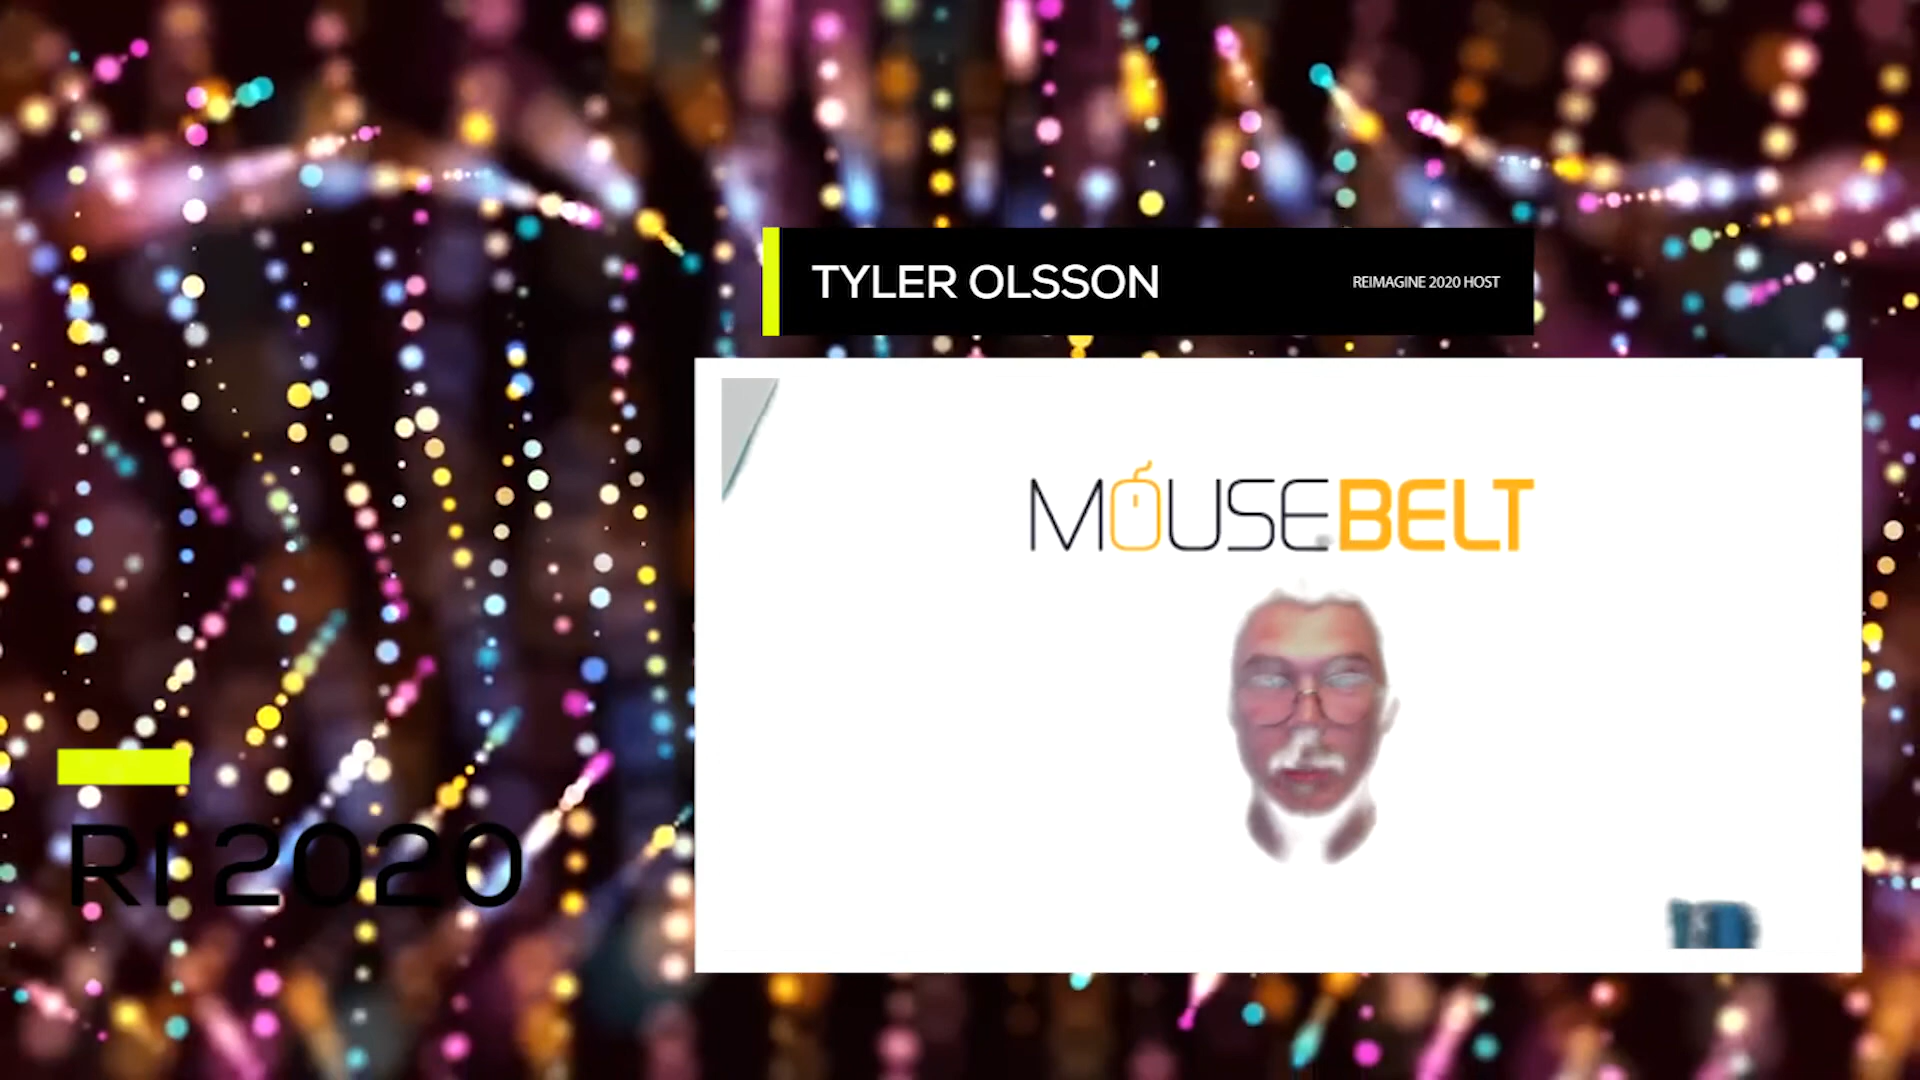 TYLER OLSSON
REIMAGINE 2020 HOST
MOUSEBELT
RI 2020